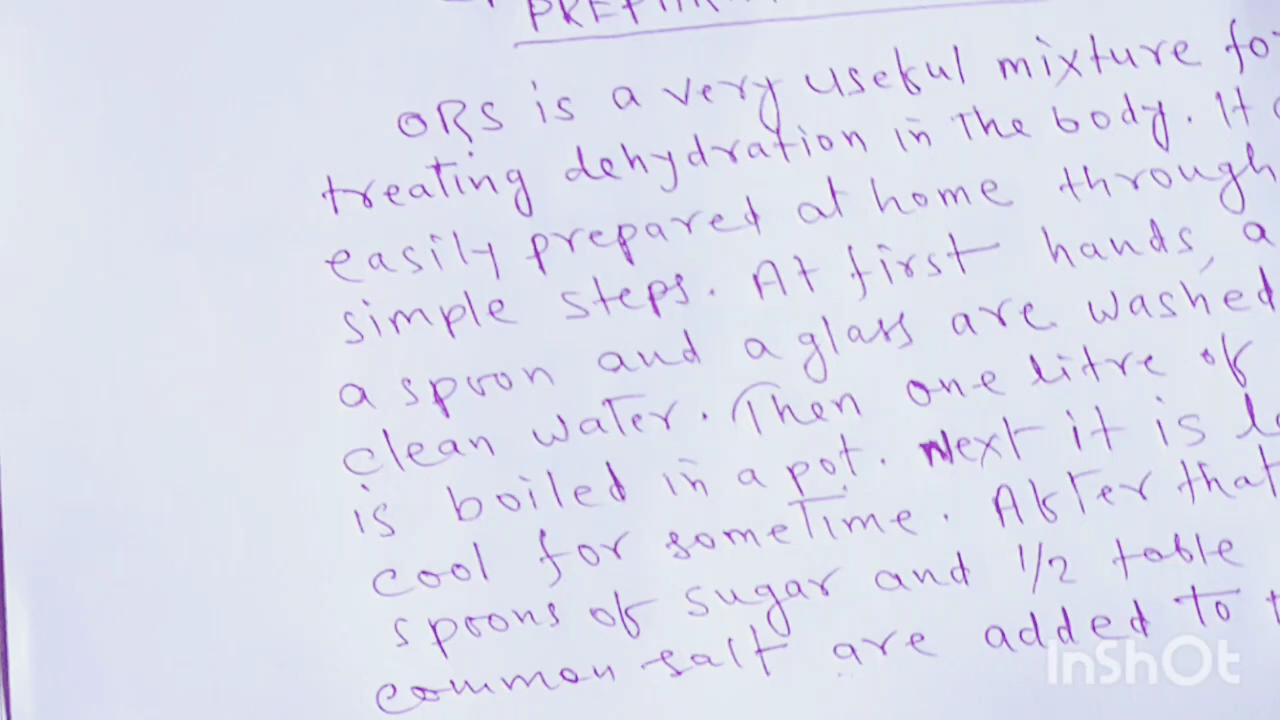 ORS is a very useful mixture for
treating dehydration in the body. It
easily prepared at home through
simple steps. At first hands, a
a spoon and a glass are washed
clean water. Then one litre of
is boiled in a pot. Next it is
cool for sometime. After that
spoons of sugar and 1/2 table
common salt are added to
InShOt